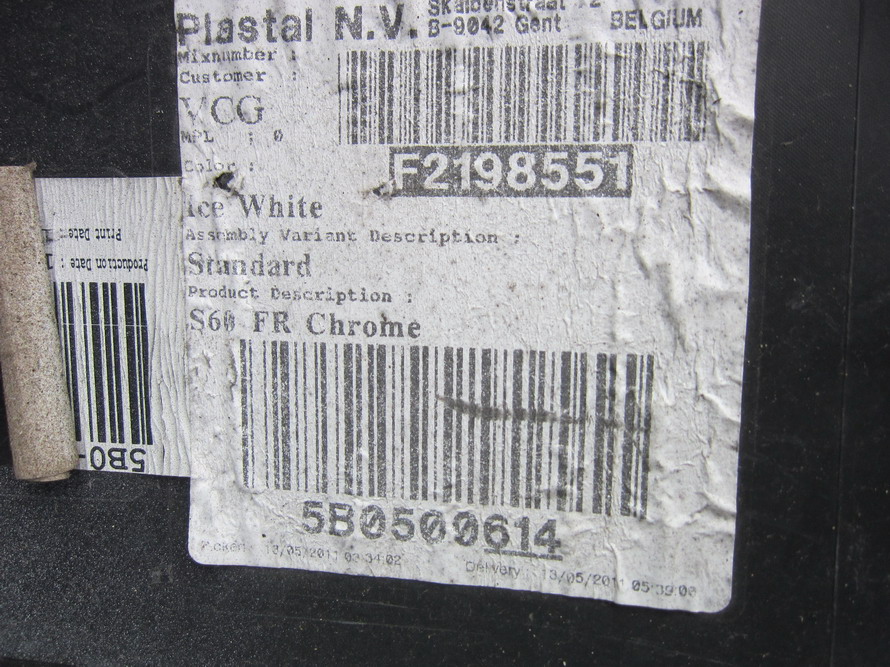 Plastal N.V.
B-9042 Gent BELGIUM
Mixnumber :
Customer :
VCG
MPL : 0
Color :
F2198551
Ice White
Assembly Variant Description :
Standard
Product Description :
S60 FR Chrome
5B0500614
13/05/2011 03:34:02
Delivery: 13/05/2011 05:39:00
Print Date :
Production Date :
5B0-